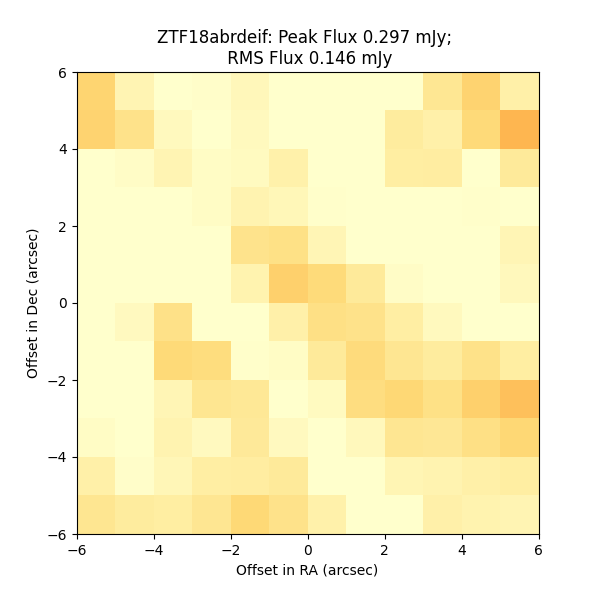 ZTF18abrdeif: Peak Flux 0.297 mJy;
RMS Flux 0.146 mJy
6
4
2
0
−2
−4
−6
Offset in Dec (arcsec)
−6 −4 −2 0 2 4 6
Offset in RA (arcsec)